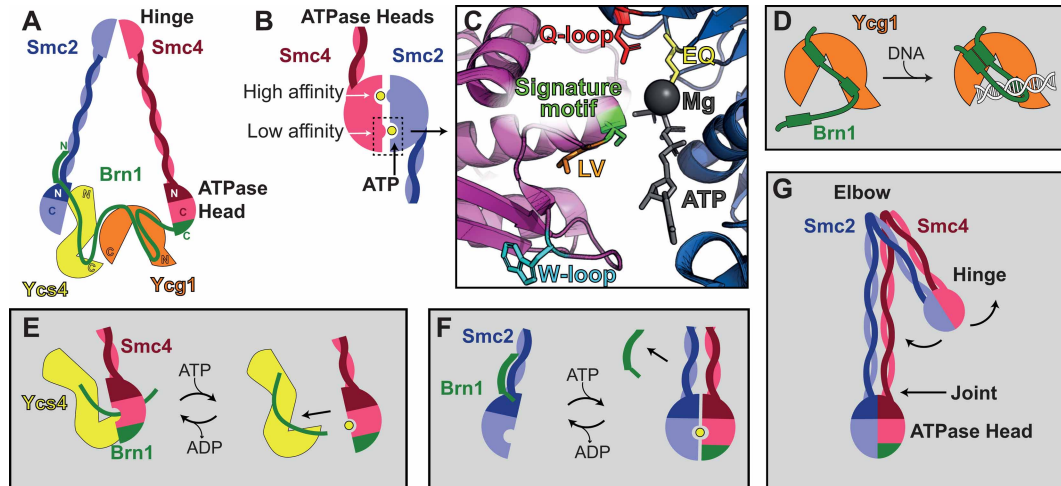 A
Hinge
Smc2
Smc4
N
Brn1
N
C
N
C
N
C
ATPase
Head
C
C
N
Ycs4
Ycg1
B
ATPase Heads
Smc4
Smc2
High affinity
Low affinity
ATP
C
Q-loop
EQ
Signature
motif
Mg
LV
ATP
W-loop
D
Ycg1
DNA
Brn1
E
Smc4
ATP
Ycs4
ADP
Brn1
F
Smc2
Brn1
ATP
ADP
G
Elbow
Smc2
Smc4
Hinge
Joint
ATPase Head